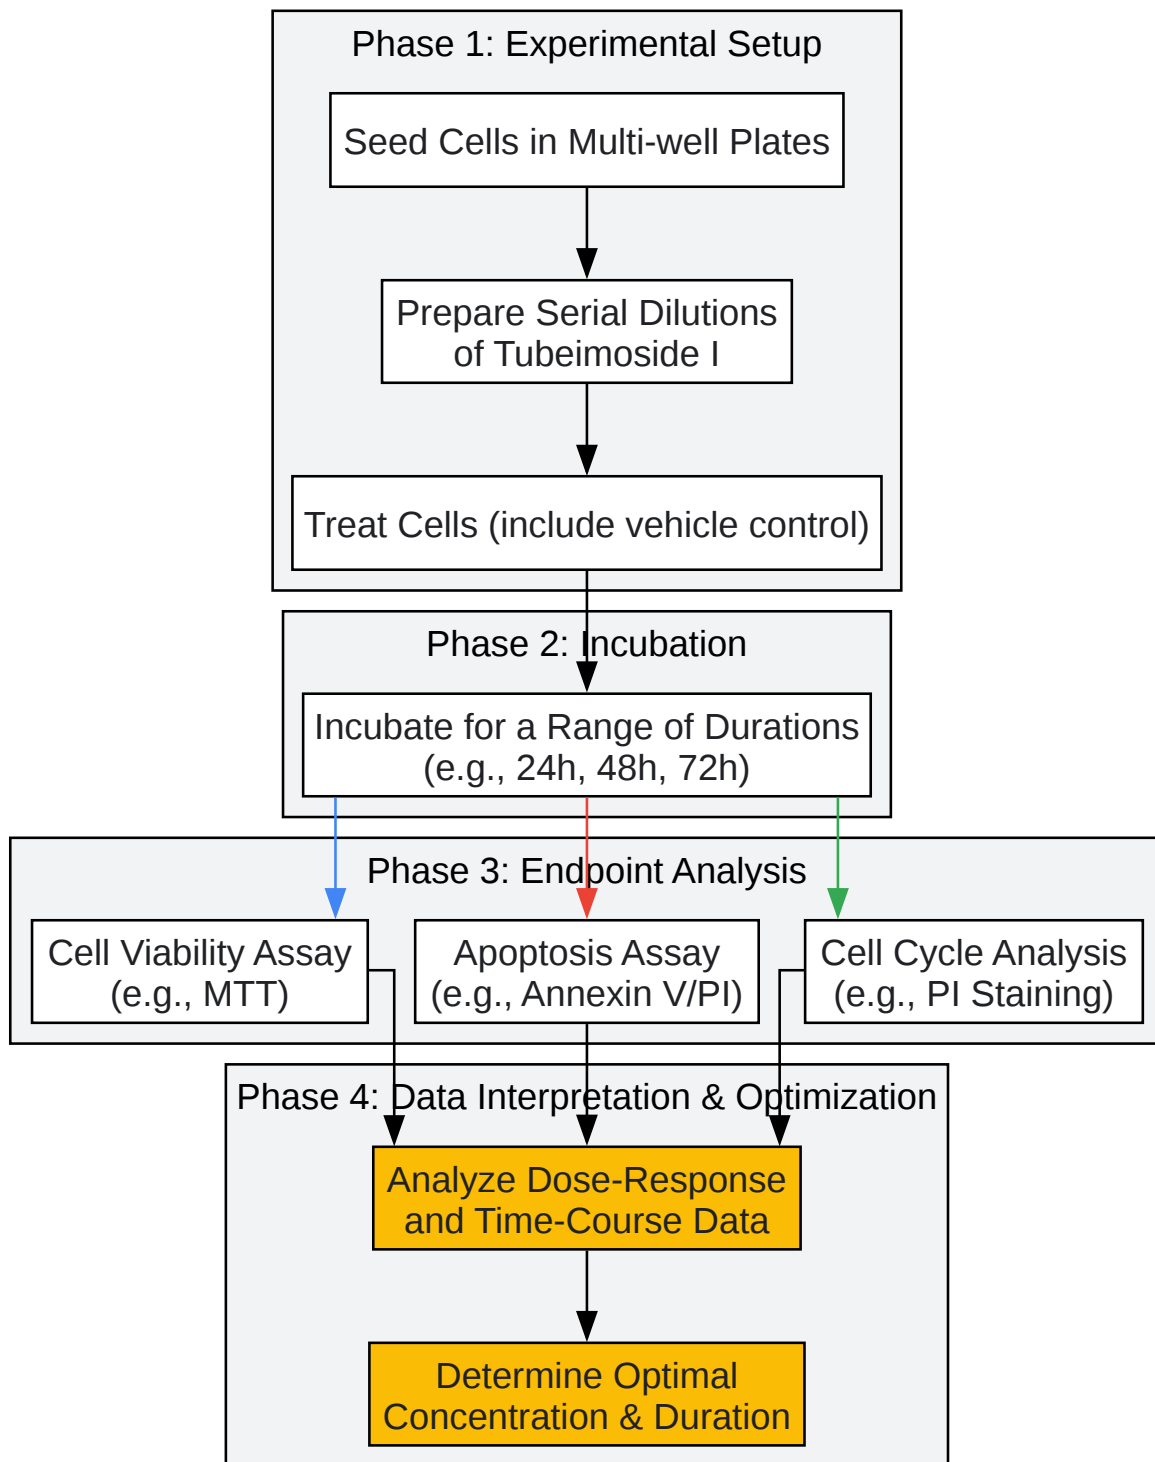 Phase 1: Experimental Setup
Seed Cells in Multi-well Plates
Prepare Serial Dilutions
of Tubeimoside I
Treat Cells (include vehicle control)
Phase 2: Incubation
Incubate for a Range of Durations
(e.g., 24h, 48h, 72h)
Phase 3: Endpoint Analysis
Cell Viability Assay
(e.g., MTT)
Apoptosis Assay
(e.g., Annexin V/PI)
Cell Cycle Analysis
(e.g., PI Staining)
Phase 4: Data Interpretation & Optimization
Analyze Dose-Response
and Time-Course Data
Determine Optimal
Concentration & Duration